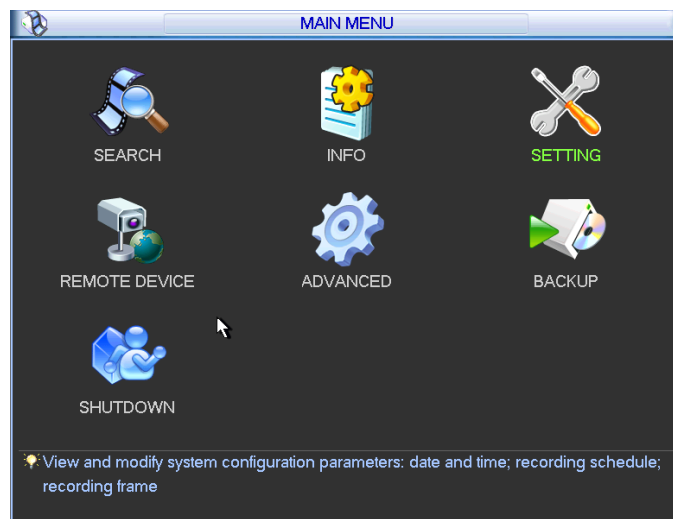 MAIN MENU
SEARCH
INFO
SETTING
REMOTE DEVICE
ADVANCED
BACKUP
SHUTDOWN
View and modify system configuration parameters: date and time; recording schedule;
recording frame